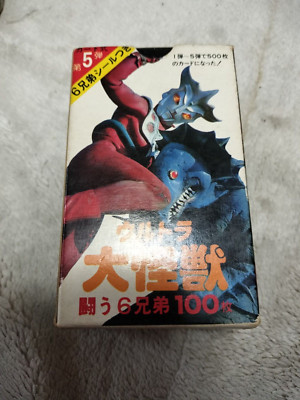 第5弾
6兄弟シールつき
1弾~5弾で500枚
のカードになった!
ウルトラ
大怪獣
闘う6兄弟100枚